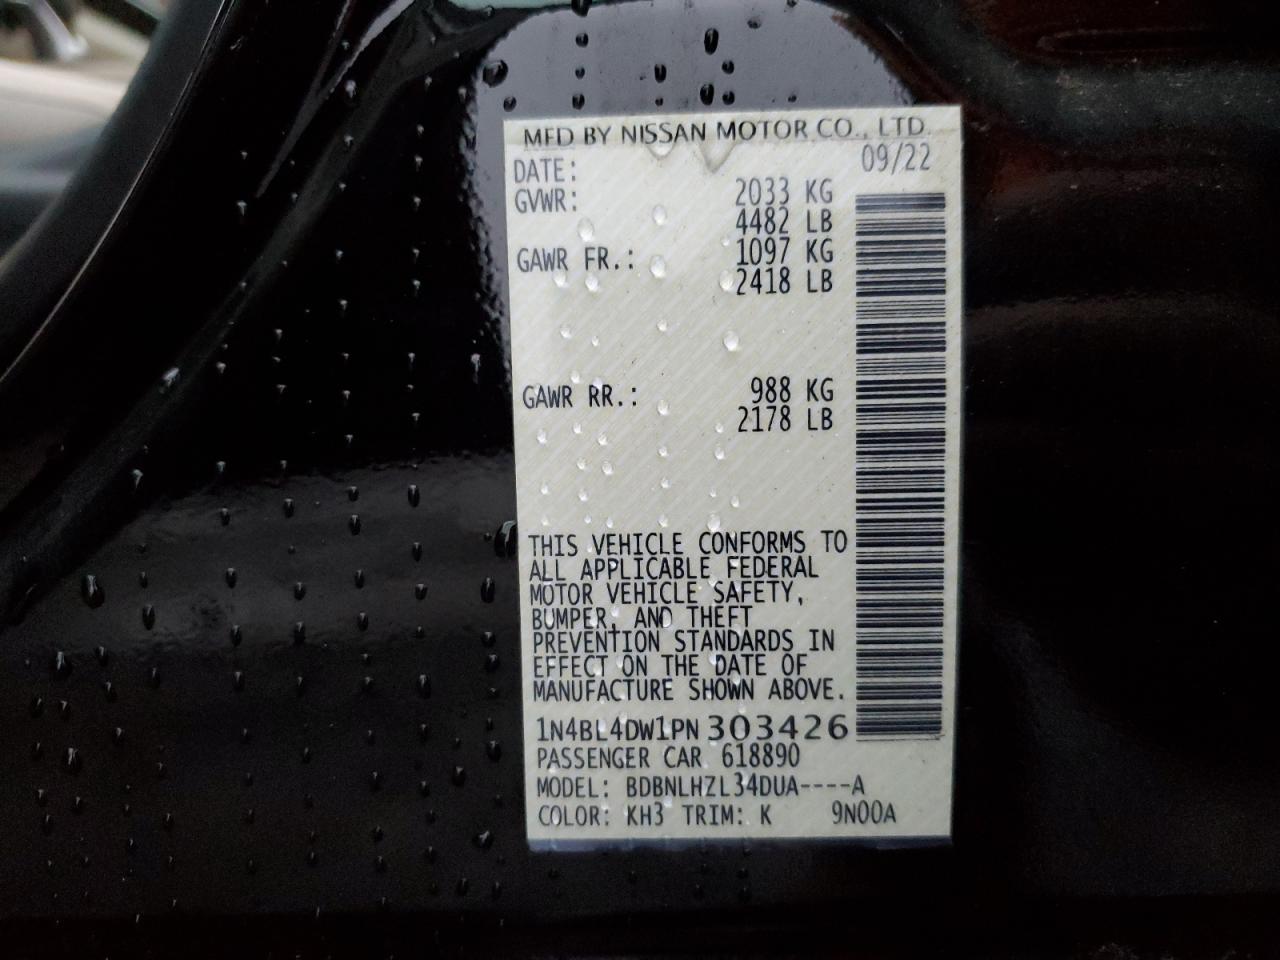 MFD BY NISSAN MOTOR CO., LTD.
DATE: 09/22
GVWR: 2033 KG
4482 LB
GAWR FR.: 1097 KG
2418 LB
GAWR RR.: 988 KG
2178 LB
THIS VEHICLE CONFORMS TO
ALL APPLICABLE FEDERAL
MOTOR VEHICLE SAFETY,
BUMPER, AND THEFT
PREVENTION STANDARDS IN
EFFECT ON THE DATE OF
MANUFACTURE SHOWN ABOVE.
1N4BL4DW1PN303426
PASSENGER CAR 618890
MODEL: BDBNLHZL34DUA----A
COLOR: KH3 TRIM: K 9N00A